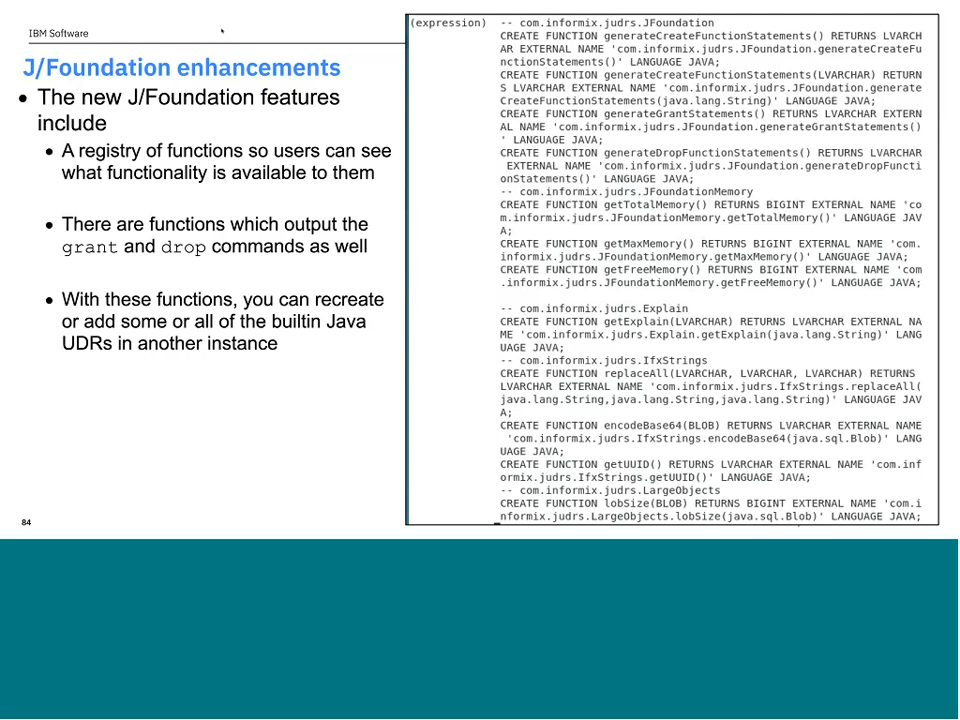 IBM Software
J/Foundation enhancements
• The new J/Foundation features
include
• A registry of functions so users can see
what functionality is available to them
• There are functions which output the
grant and drop commands as well
• With these functions, you can recreate
or add some or all of the builtin Java
UDRs in another instance
84
(expression) -- com.informix.judrs.JFoundation
CREATE FUNCTION generateCreateFunctionStatements() RETURNS LVARCH
AR EXTERNAL NAME 'com.informix.judrs.JFoundation.generateCreateFu
nctionStatements()' LANGUAGE JAVA;
CREATE FUNCTION generateCreateFunctionStatements(LVARCHAR) RETURN
S LVARCHAR EXTERNAL NAME 'com.informix.judrs.JFoundation.generate
CreateFunctionStatements(java.lang.String)' LANGUAGE JAVA;
CREATE FUNCTION generateGrantStatements() RETURNS LVARCHAR EXTERN
AL NAME 'com.informix.judrs.JFoundation.generateGrantStatements()
' LANGUAGE JAVA;
CREATE FUNCTION generateDropFunctionStatements() RETURNS LVARCHAR
EXTERNAL NAME 'com.informix.judrs.JFoundation.generateDropFuncti
onStatements()' LANGUAGE JAVA;
-- com.informix.judrs.JFoundationMemory
CREATE FUNCTION getTotalMemory() RETURNS BIGINT EXTERNAL NAME 'co
m.informix.judrs.JFoundationMemory.getTotalMemory()' LANGUAGE JAV
A;
CREATE FUNCTION getMaxMemory() RETURNS BIGINT EXTERNAL NAME 'com.
informix.judrs.JFoundationMemory.getMaxMemory()' LANGUAGE JAVA;
CREATE FUNCTION getFreeMemory() RETURNS BIGINT EXTERNAL NAME 'com
.informix.judrs.JFoundationMemory.getFreeMemory()' LANGUAGE JAVA;
-- com.informix.judrs.Explain
CREATE FUNCTION getExplain(LVARCHAR) RETURNS LVARCHAR EXTERNAL NA
ME 'com.informix.judrs.Explain.getExplain(java.lang.String)' LANG
UAGE JAVA;
-- com.informix.judrs.IfxStrings
CREATE FUNCTION replaceAll(LVARCHAR, LVARCHAR, LVARCHAR) RETURNS
LVARCHAR EXTERNAL NAME 'com.informix.judrs.IfxStrings.replaceAll(
java.lang.String,java.lang.String,java.lang.String)' LANGUAGE JAV
A;
CREATE FUNCTION encodeBase64(BLOB) RETURNS LVARCHAR EXTERNAL NAME
'com.informix.judrs.IfxStrings.encodeBase64(java.sql.Blob)' LANG
UAGE JAVA;
CREATE FUNCTION getUUID() RETURNS LVARCHAR EXTERNAL NAME 'com.inf
ormix.judrs.IfxStrings.getUUID()' LANGUAGE JAVA;
-- com.informix.judrs.LargeObjects
CREATE FUNCTION lobSize(BLOB) RETURNS BIGINT EXTERNAL NAME 'com.i
nformix.judrs.LargeObjects.lobSize(java.sql.Blob)' LANGUAGE JAVA;